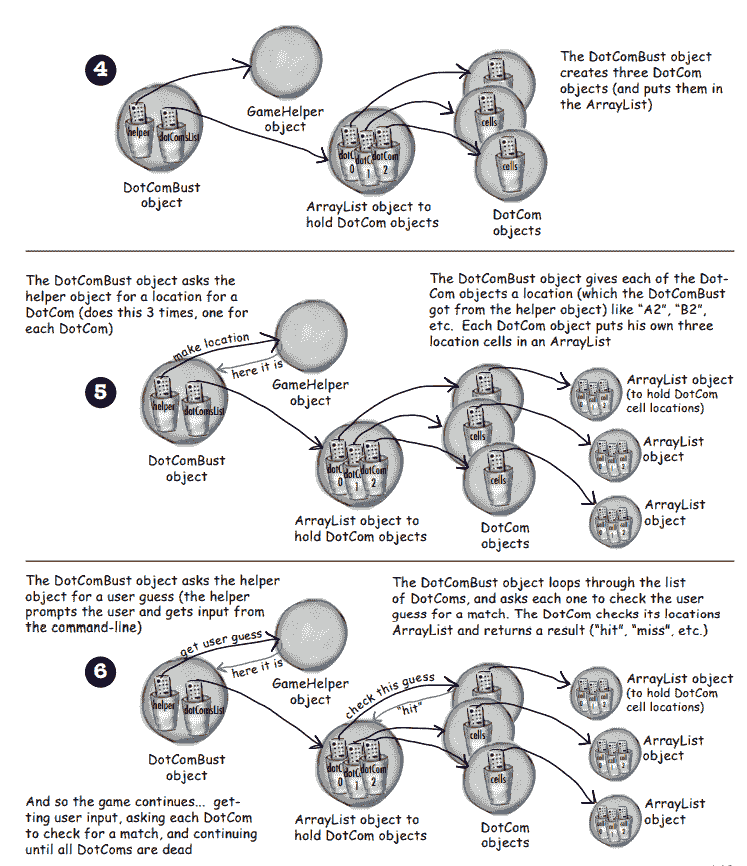 4
The DotComBust object
creates three DotCom
objects (and puts them in
the ArrayList)
GameHelper
object
helper
dotComsList
DotComBust
object
dotCom
0
dotCom
1
dotCom
2
ArrayList object to
hold DotCom objects
cells
cells
DotCom
objects
The DotComBust object asks the
helper object for a location for a
DotCom (does this 3 times, one for
each DotCom)
The DotComBust object gives each of the Dot-
Com objects a location (which the DotComBust
got from the helper object) like “A2”, “B2”,
etc. Each DotCom object puts his own three
location cells in an ArrayList
5
make location
here it is
GameHelper
object
helper
dotComsList
DotComBust
object
dotC
0
dotC
1
dotCom
2
ArrayList object to
hold DotCom objects
cells
cells
DotCom
objects
ArrayList object
(to hold DotCom
cell locations)
ArrayList
object
ArrayList
object
The DotComBust object asks the helper
object for a user guess (the helper
prompts the user and gets input from
the command-line)
The DotComBust object loops through the list
of DotComs, and asks each one to check the user
guess for a match. The DotCom checks its locations
ArrayList and returns a result (“hit”, “miss”, etc.)
6
get user guess
here it is
GameHelper
object
helper
dotComsList
DotComBust
object
check this guess
“hit”
dotC
0
dotC
1
dotCom
2
ArrayList object to
hold DotCom objects
cells
cells
DotCom
objects
ArrayList object
(to hold DotCom
cell locations)
ArrayList
object
ArrayList
object
And so the game continues... get-
ting user input, asking each DotCom
to check for a match, and continuing
until all DotComs are dead